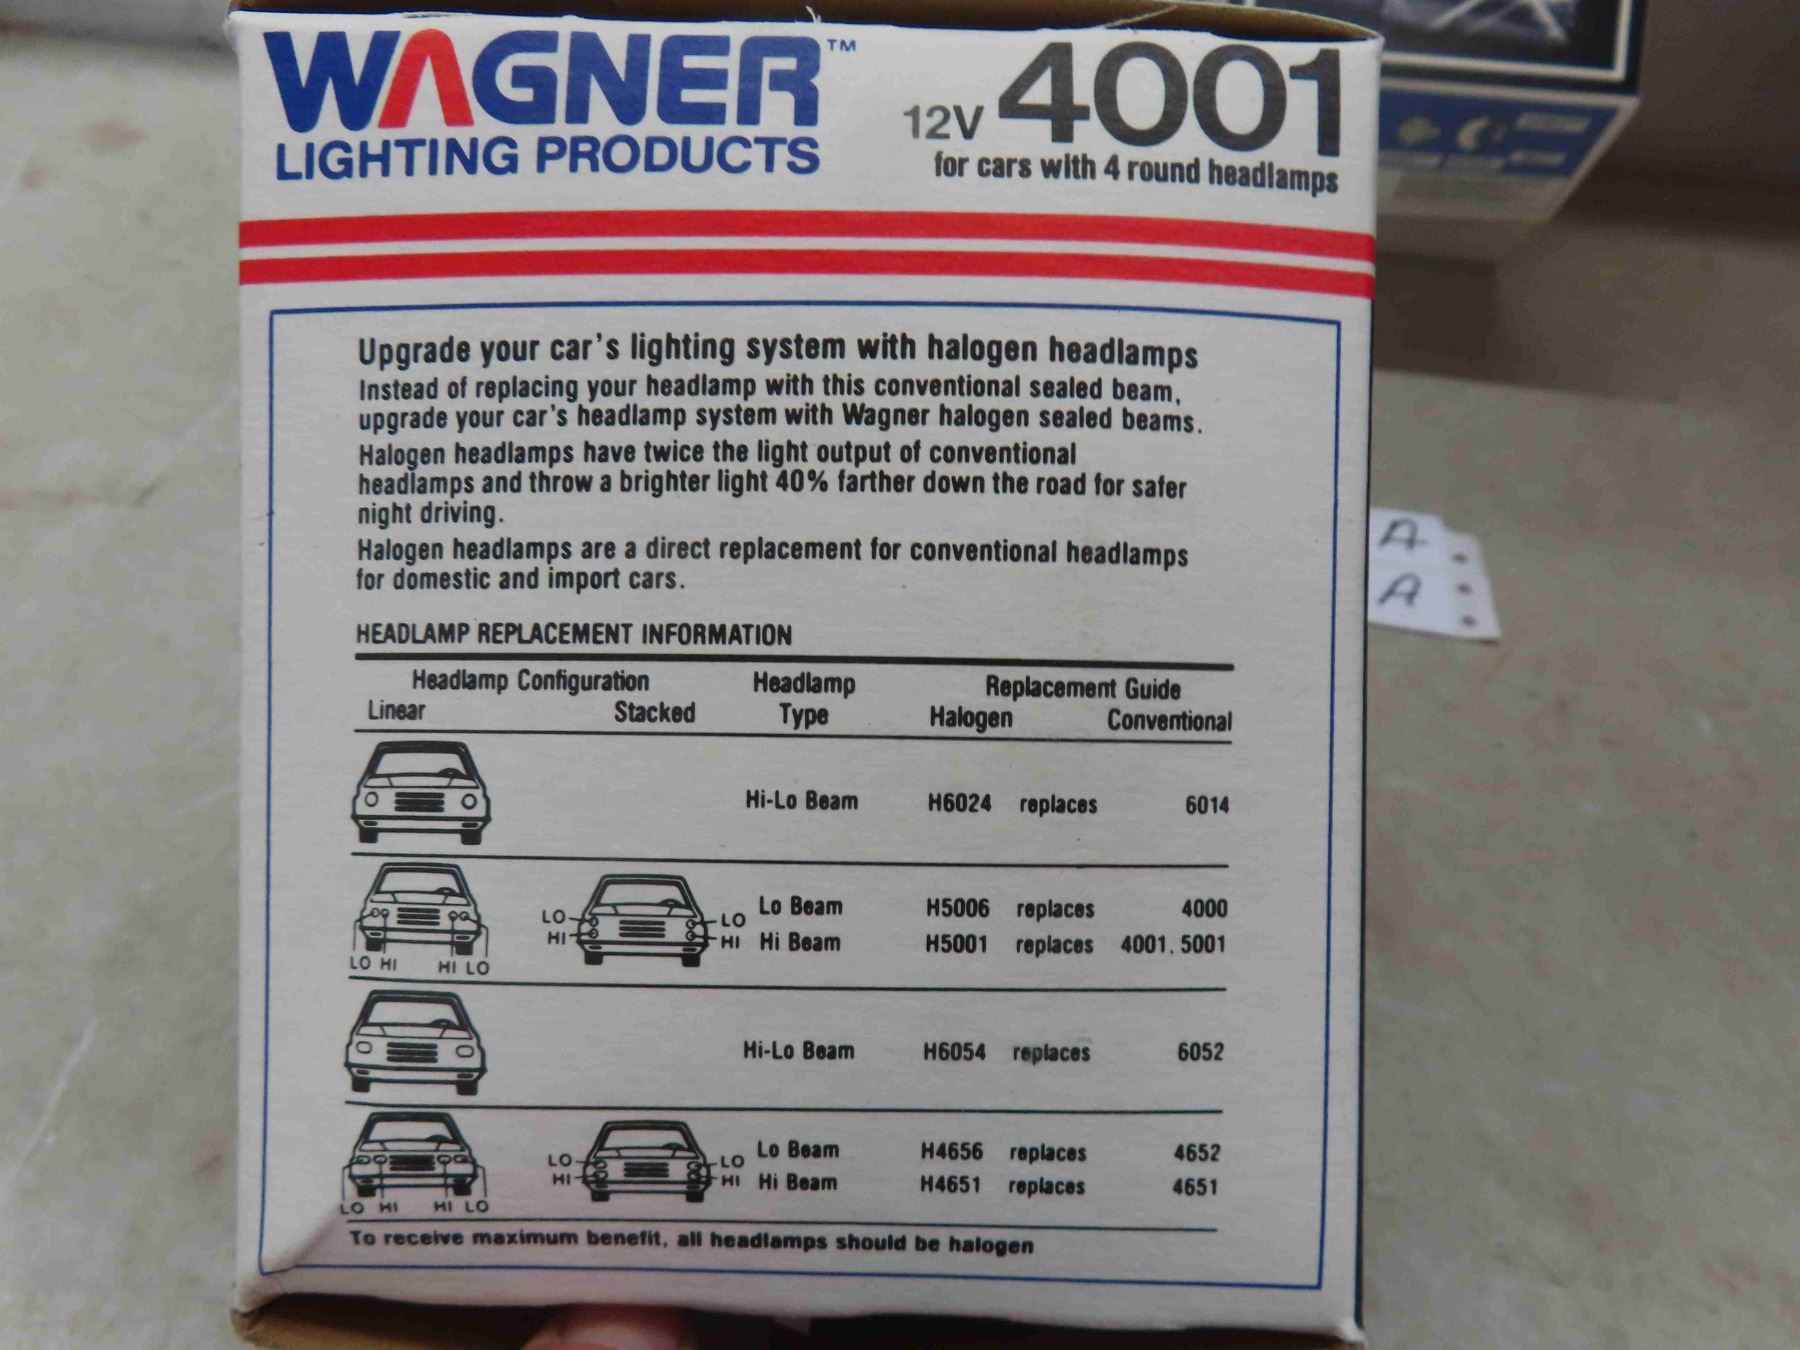 WAGNER™
LIGHTING PRODUCTS
12V 4001
for cars with 4 round headlamps
Upgrade your car's lighting system with halogen headlamps
Instead of replacing your headlamp with this conventional sealed beam,
upgrade your car's headlamp system with Wagner halogen sealed beams.
Halogen headlamps have twice the light output of conventional
headlamps and throw a brighter light 40% farther down the road for safer
night driving.
Halogen headlamps are a direct replacement for conventional headlamps
for domestic and import cars.
HEADLAMP REPLACEMENT INFORMATION
Headlamp Configuration Headlamp Replacement Guide
Linear Stacked Type Halogen Conventional
Hi-Lo Beam H6024 replaces 6014
LO LO Lo Beam H5006 replaces 4000
HI HI Hi Beam H5001 replaces 4001, 5001
LO HI HI LO
Hi-Lo Beam H6054 replaces 6052
LO LO Lo Beam H4656 replaces 4652
HI HI Hi Beam H4651 replaces 4651
LO HI HI LO
To receive maximum benefit, all headlamps should be halogen
A
A